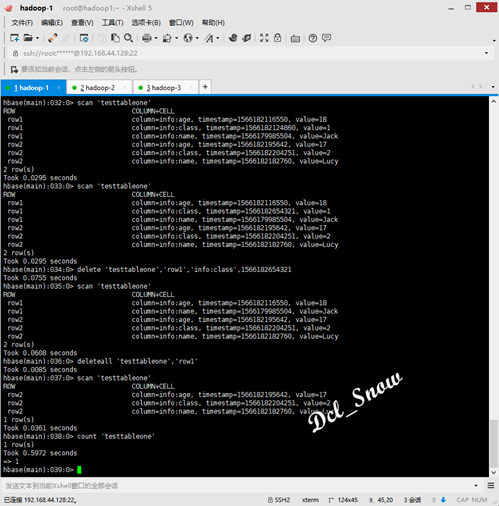 hadoop-1 root@hadoop1:~ - Xshell 5
文件(F) 编辑(E) 查看(V) 工具(T) 选项卡(B) 窗口(W) 帮助(H)
ssh://root:******@192.168.44.128:22
要添加当前会话，点击左侧的箭头按钮。
1 hadoop-1 × 2 hadoop-2 × 3 hadoop-3 × +
hbase(main):032:0> scan 'testtableone'
ROW COLUMN+CELL
row1 column=info:age, timestamp=1566182116550, value=18
row1 column=info:class, timestamp=1566182124860, value=1
row1 column=info:name, timestamp=1566179985504, value=Jack
row2 column=info:age, timestamp=1566182195642, value=17
row2 column=info:class, timestamp=1566182204251, value=2
row2 column=info:name, timestamp=1566182182760, value=Lucy
2 row(s)
Took 0.0295 seconds
hbase(main):033:0> scan 'testtableone'
ROW COLUMN+CELL
row1 column=info:age, timestamp=1566182116550, value=18
row1 column=info:class, timestamp=1566182654321, value=1
row1 column=info:name, timestamp=1566179985504, value=Jack
row2 column=info:age, timestamp=1566182195642, value=17
row2 column=info:class, timestamp=1566182204251, value=2
row2 column=info:name, timestamp=1566182182760, value=Lucy
2 row(s)
Took 0.0295 seconds
hbase(main):034:0> delete 'testtableone','row1','info:class',1566182654321
Took 0.0755 seconds
hbase(main):035:0> scan 'testtableone'
ROW COLUMN+CELL
row1 column=info:age, timestamp=1566182116550, value=18
row1 column=info:name, timestamp=1566179985504, value=Jack
row2 column=info:age, timestamp=1566182195642, value=17
row2 column=info:class, timestamp=1566182204251, value=2
row2 column=info:name, timestamp=1566182182760, value=Lucy
2 row(s)
Took 0.0608 seconds
hbase(main):036:0> deleteall 'testtableone','row1'
Took 0.0085 seconds
hbase(main):037:0> scan 'testtableone'
ROW COLUMN+CELL
row2 column=info:age, timestamp=1566182195642, value=17
row2 column=info:class, timestamp=1566182204251, value=2
row2 column=info:name, timestamp=1566182182760, value=Lucy
1 row(s)
Took 0.0361 seconds
hbase(main):038:0> count 'testtableone'
1 row(s)
Took 0.5972 seconds
=> 1
hbase(main):039:0>
Dcl_Snow
发送文本到当前Xshell窗口的全部会话
已连接 192.168.44.128:22。 SSH2 xterm 124x45 45,20 3 会话 CAP NUM